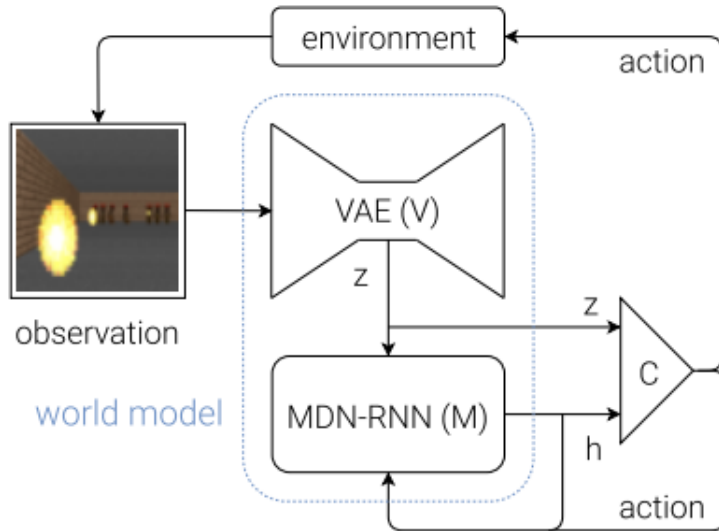 environment
action
VAE (V)
z
z
observation
C
world model
MDN-RNN (M)
h
action